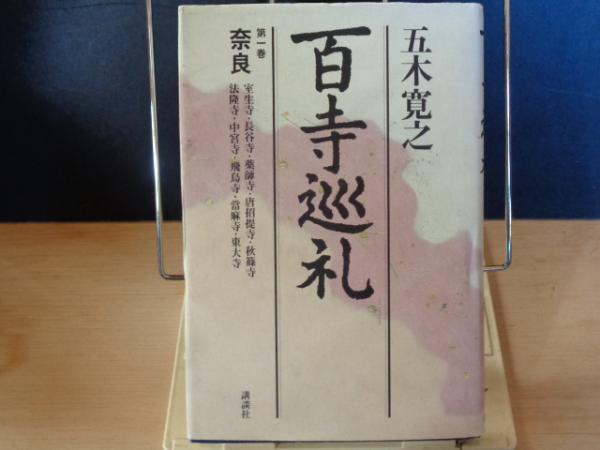 五木寛之
百寺巡礼
第一巻
奈良
室生寺・長谷寺・薬師寺・唐招提寺・秋篠寺
法隆寺・中宮寺・飛鳥寺・當麻寺・東大寺
講談社